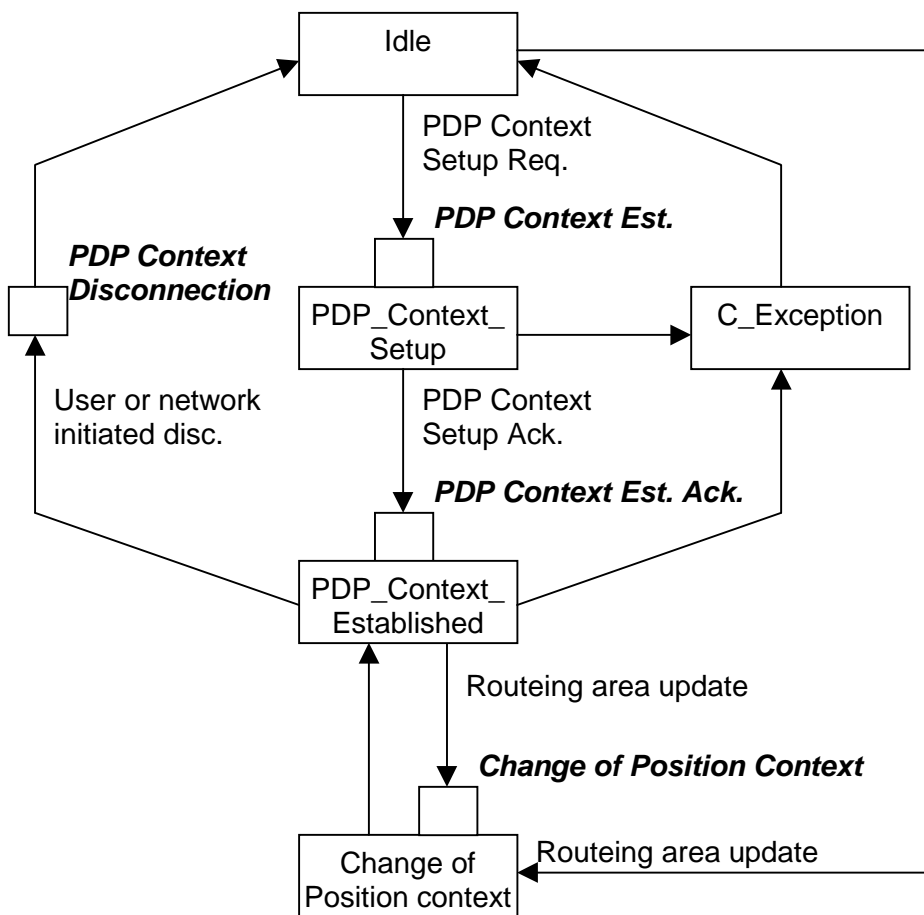 Idle
PDP Context
Setup Req.
PDP Context Est.
PDP Context
Disconnection
PDP_Context_
Setup
C_Exception
User or network
initiated disc.
PDP Context
Setup Ack.
PDP Context Est. Ack.
PDP_Context_
Established
Routeing area update
Change of Position Context
Change of
Position context
Routeing area update